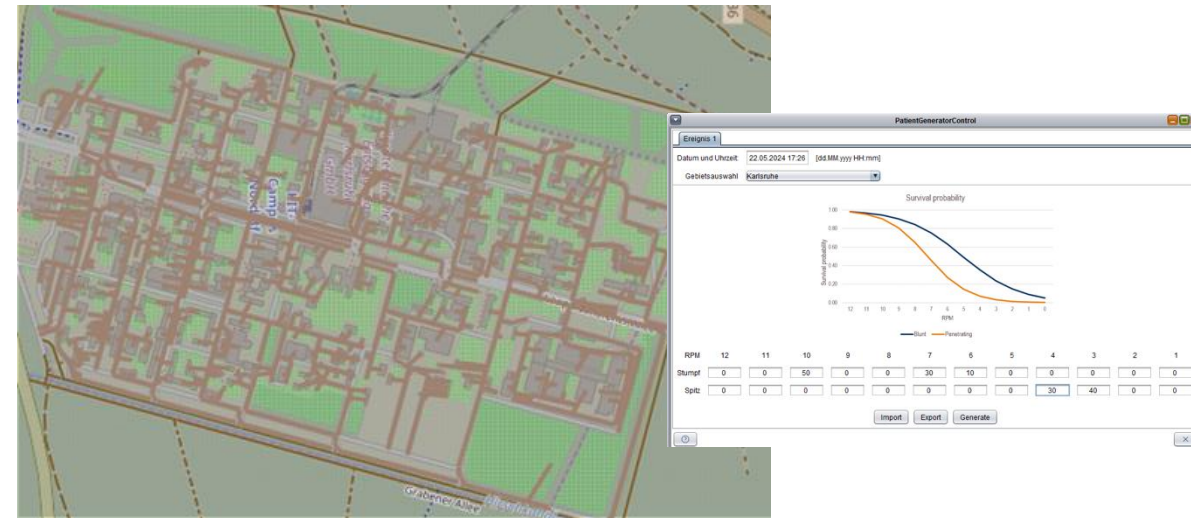 36
Grabener Allee
PatientGeneratorControl
Ereignis 1
Datum und Uhrzeit 22.05.2024 17:26 [dd.MM.yyyy HH:mm]
Gebietsauswahl Karlsruhe
Survival probability
Survival probability
1.00
0.80
0.60
0.40
0.20
0.00
12 11 10 9 8 7 6 5 4 3 2 1 0
RPM
Blunt Penetrating
RPM 12 11 10 9 8 7 6 5 4 3 2 1
Stumpf 0 0 50 0 0 30 10 0 0 0 0 0
Spitz 0 0 0 0 0 0 0 0 30 40 0 0
Import Export Generate